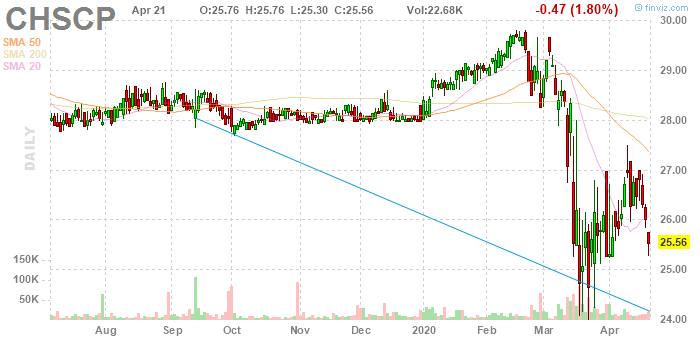 CHSCP Apr 21 O:25.76 H:25.76 L:25.30 C:25.56 Vol:22.68K -0.47 (1.80%) © finviz.com
SMA 50
SMA 200
SMA 20
30.00
29.00
28.00
DAILY
27.00
26.00
25.56
150K
25.00
100K
50K
24.00
Aug Sep Oct Nov Dec 2020 Feb Mar Apr